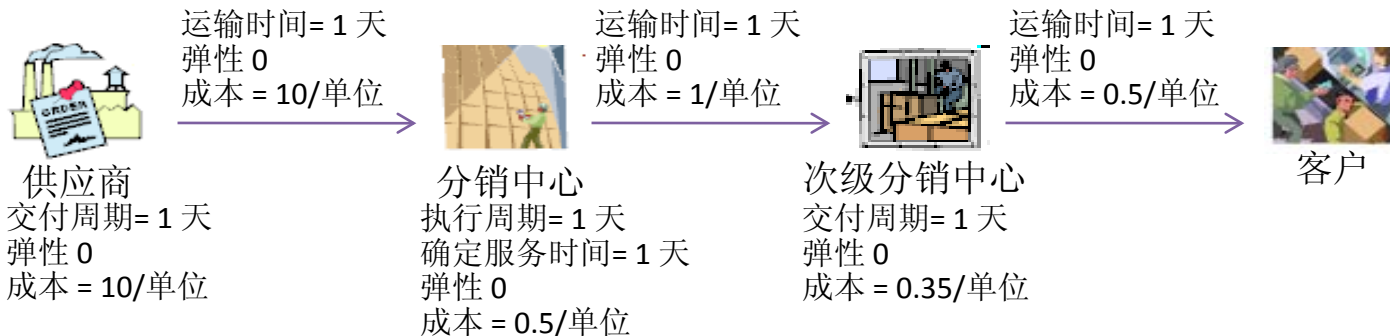 运输时间= 1 天
弹性 0
成本 = 10/单位
运输时间= 1 天
弹性 0
成本 = 1/单位
运输时间= 1 天
弹性 0
成本 = 0.5/单位
ORDER
供应商
交付周期= 1 天
弹性 0
成本 = 10/单位
分销中心
执行周期= 1 天
确定服务时间= 1 天
弹性 0
成本 = 0.5/单位
次级分销中心
交付周期= 1 天
弹性 0
成本 = 0.35/单位
客户